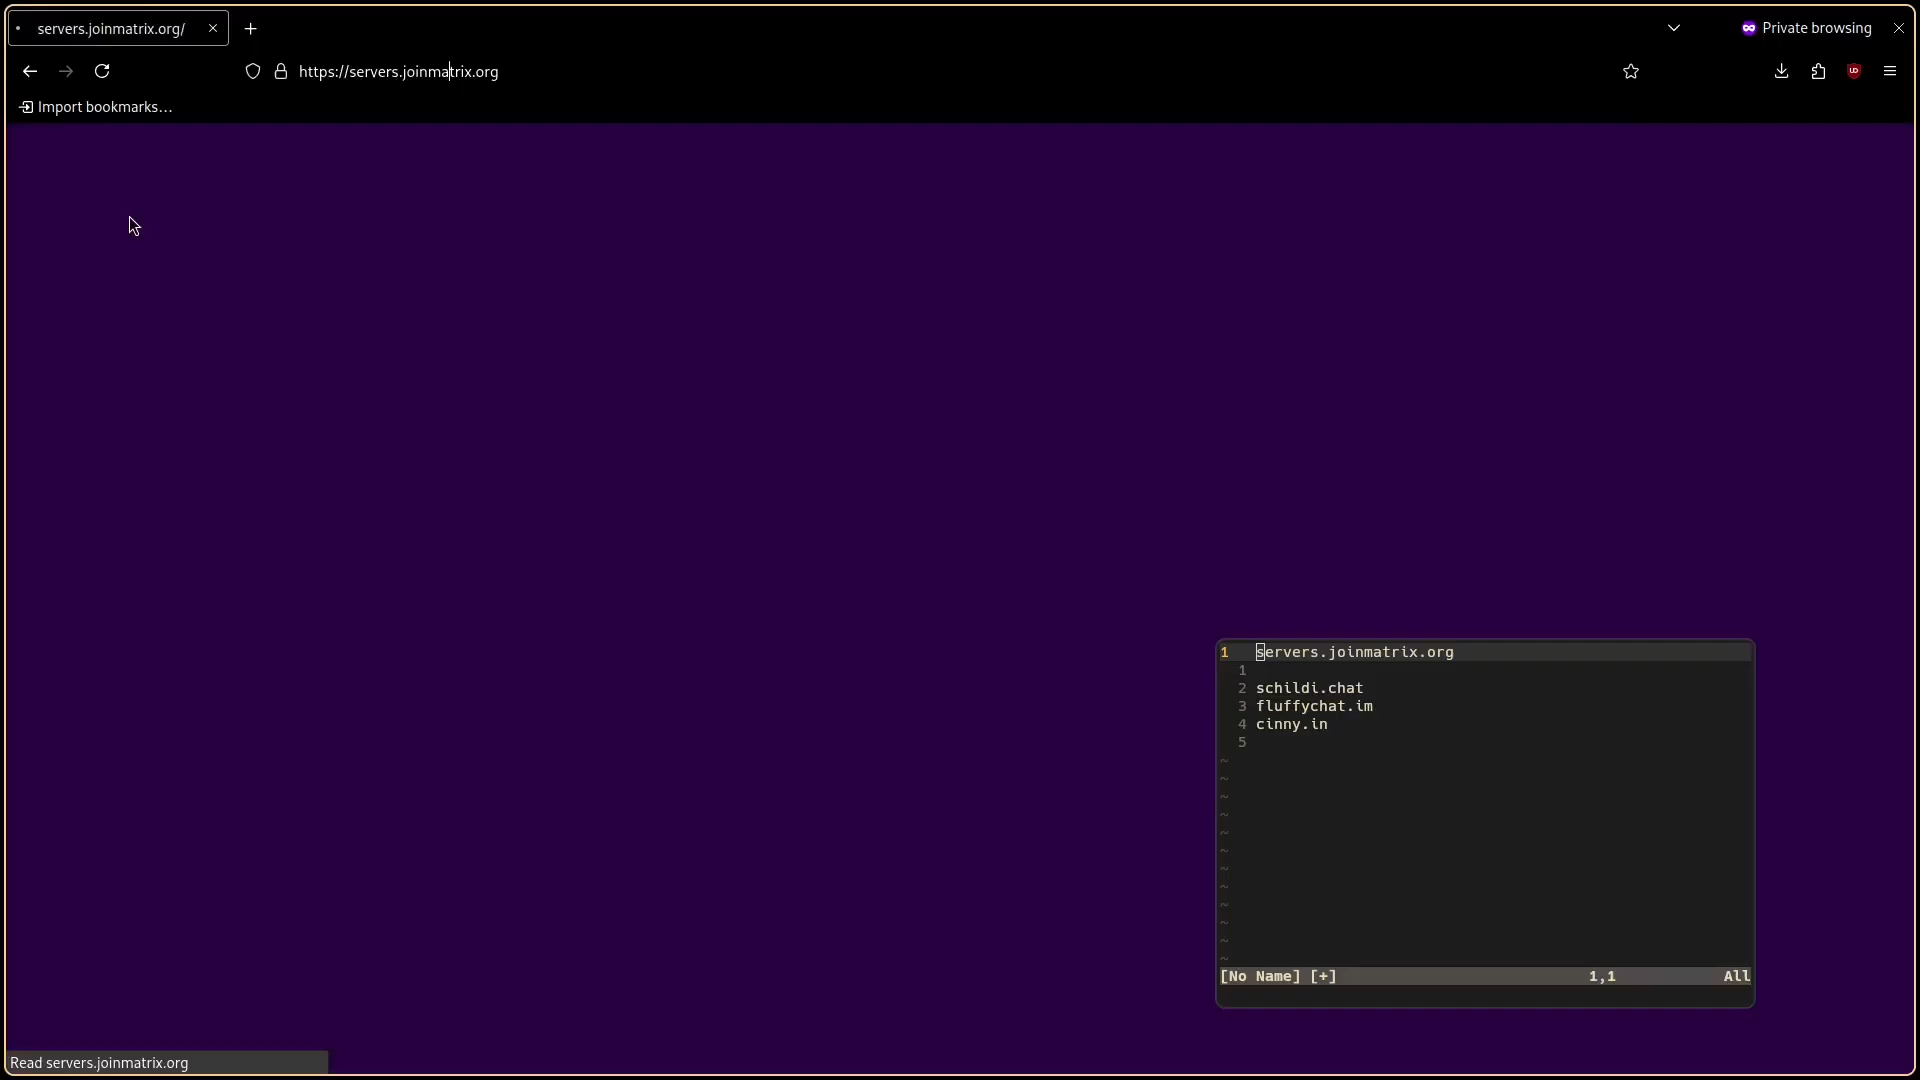 servers.joinmatrix.org/
Private browsing
https://servers.joinmatrix.org
UD
Import bookmarks...
1 servers.joinmatrix.org
1
2 schildi.chat
3 fluffychat.im
4 cinny.in
5
~
~
~
~
~
~
~
~
~
~
~
~
[No Name] [+] 1,1 All
Read servers.joinmatrix.org